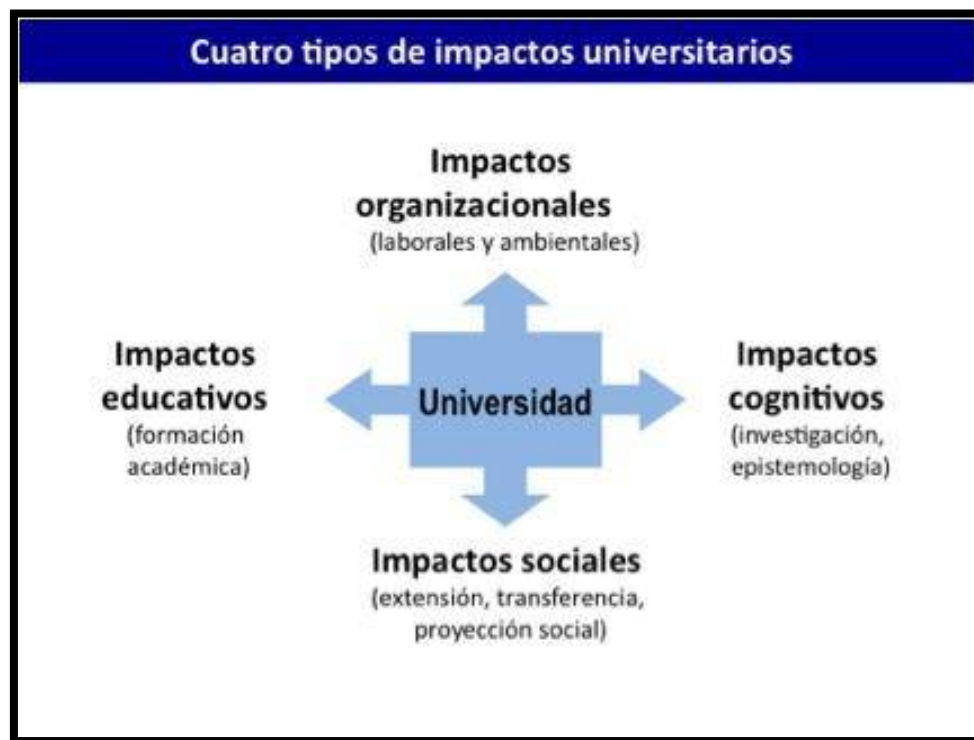 Cuatro tipos de impactos universitarios
Impactos
organizacionales
(laborales y ambientales)
Impactos
educativos
(formación
académica)
Universidad
Impactos
cognitivos
(investigación,
epistemología)
Impactos sociales
(extensión, transferencia,
proyección social)